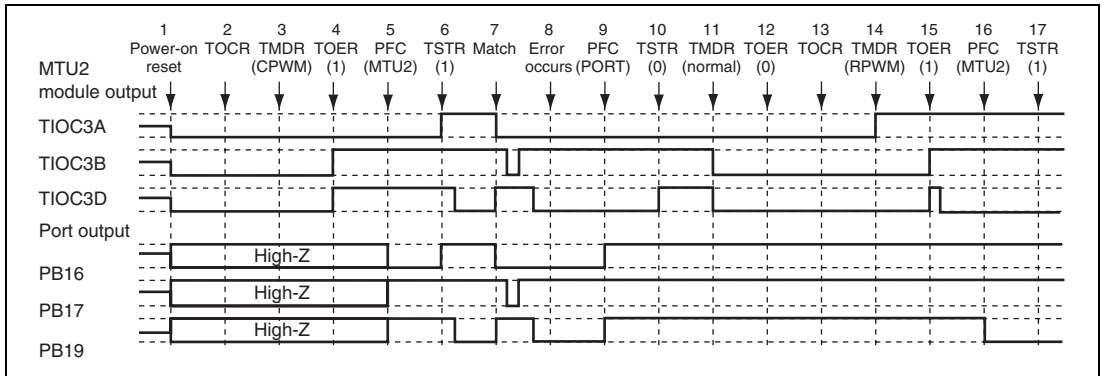 1 2 3 4 5 6 7 8 9 10 11 12 13 14 15 16 17
Power-on TOCR TMDR TOER PFC TSTR Match Error PFC TSTR TMDR TOER TOCR TMDR TOER PFC TSTR
MTU2 reset (CPWM) (1) (MTU2) (1) occurs (PORT) (0) (normal) (0) (RPWM) (1) (MTU2) (1)
module output
TIOC3A
TIOC3B
TIOC3D
Port output
High-Z
PB16
High-Z
PB17
High-Z
PB19